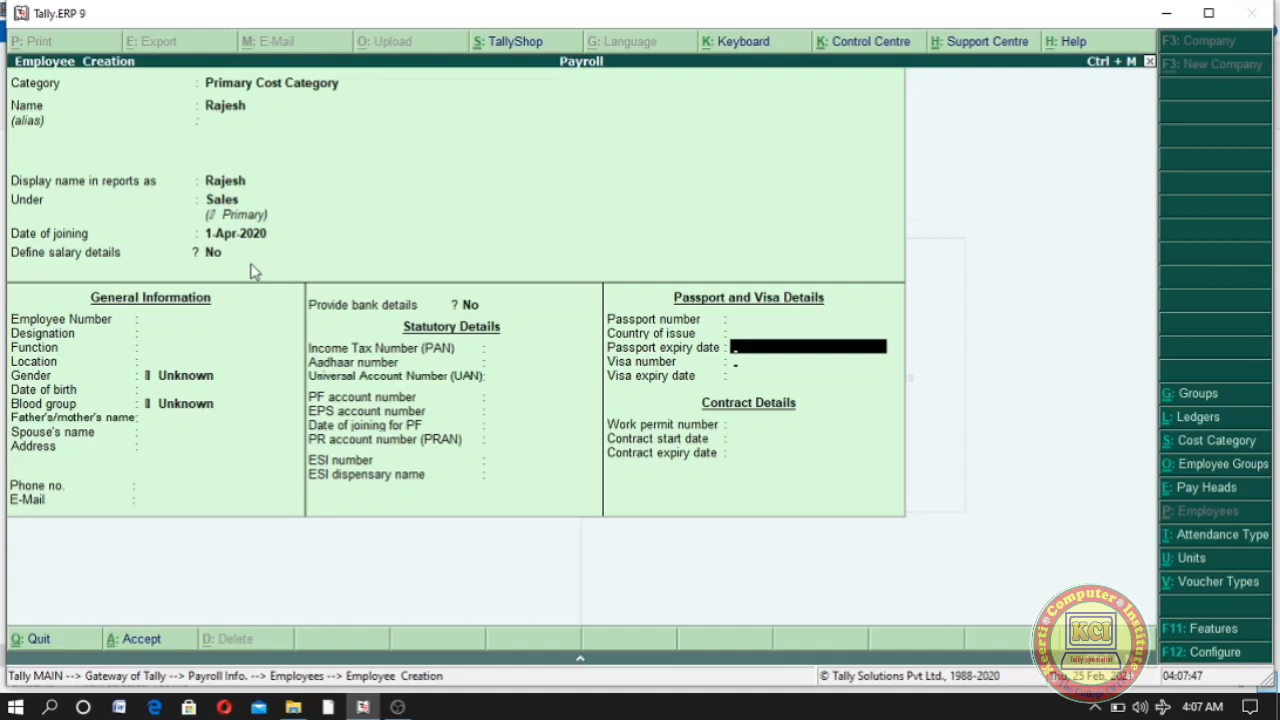 Tally.ERP 9
P: Print E: Export M: E-Mail O: Upload S: TallyShop G: Language K: Keyboard K: Control Centre H: Support Centre H: Help
Employee Creation Payroll Ctrl + M
Category : Primary Cost Category
Name : Rajesh
(alias) :
Display name in reports as : Rajesh
Under : Sales
( Primary)
Date of joining : 1-Apr-2020
Define salary details ? No
General Information
Employee Number :
Designation :
Function :
Location :
Gender : Unknown
Date of birth :
Blood group : Unknown
Father's/mother's name:
Spouse's name :
Address :
Phone no. :
E-Mail :
Provide bank details ? No
Statutory Details
Income Tax Number (PAN) :
Aadhaar number :
Universal Account Number (UAN):
PF account number :
EPS account number :
Date of joining for PF :
PR account number (PRAN) :
ESI number :
ESI dispensary name :
Passport and Visa Details
Passport number :
Country of issue :
Passport expiry date :
Visa number :
Visa expiry date :
Contract Details
Work permit number :
Contract start date :
Contract expiry date :
F3: Company
F3: New Company
G: Groups
L: Ledgers
S: Cost Category
O: Employee Groups
E: Pay Heads
P: Employees
T: Attendance Type
U: Units
V: Voucher Types
F11: Features
F12: Configure
Q: Quit A: Accept D: Delete
Keerti Computer Institute
KCI
Tally specialist
Tally MAIN --> Gateway of Tally --> Payroll Info. --> Employees --> Employee Creation © Tally Solutions Pvt Ltd., 1988-2020 Thu, 25 Feb, 2021 04:07:47
4:07 AM